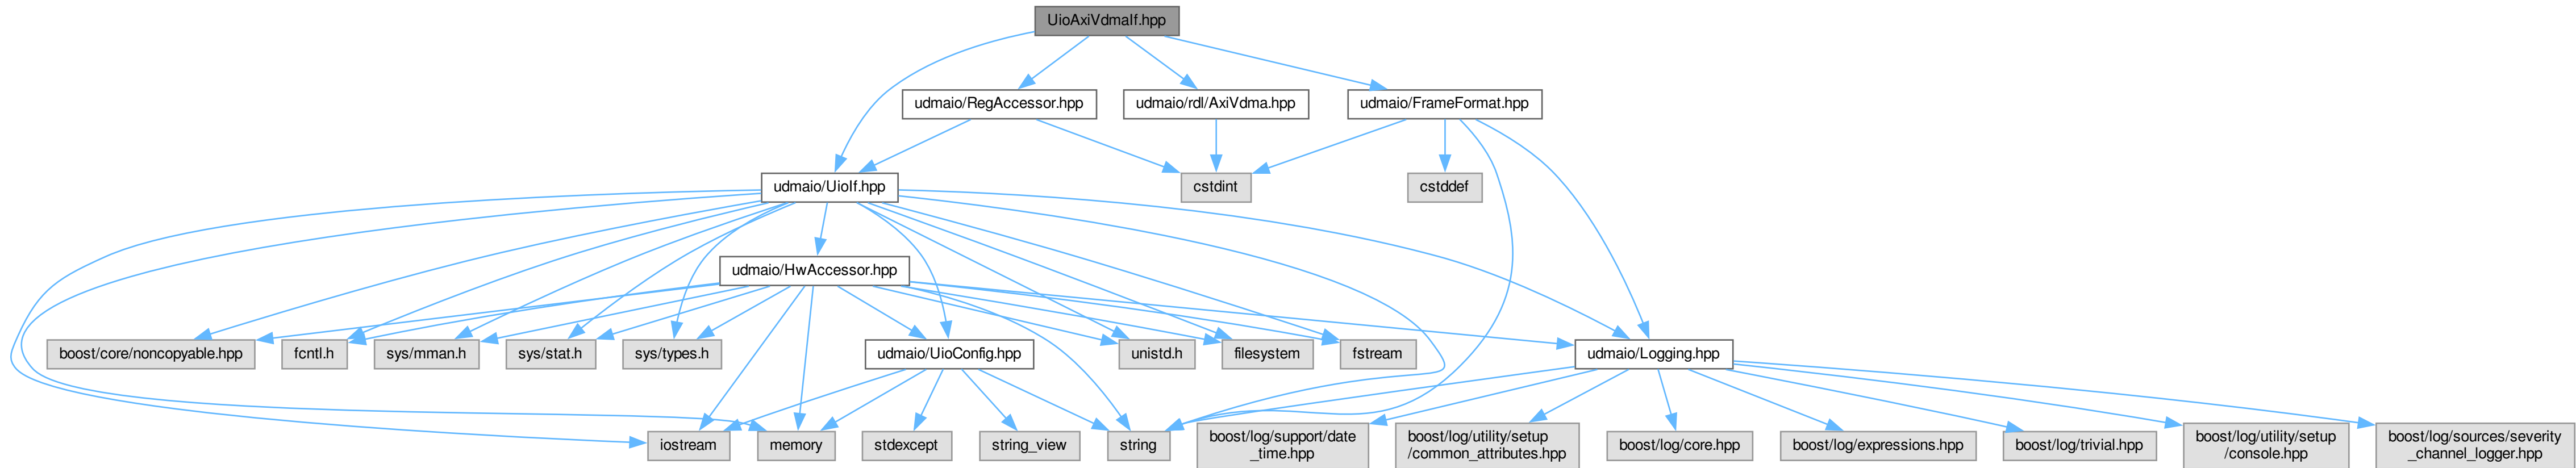 UioAxiVdmaIf.hpp
udmaio/RegAccessor.hpp
udmaio/rdl/AxiVdma.hpp
udmaio/FrameFormat.hpp
udmaio/UioIf.hpp
cstdint
cstddef
udmaio/HwAccessor.hpp
boost/core/noncopyable.hpp
fcntl.h
sys/mman.h
sys/stat.h
sys/types.h
udmaio/UioConfig.hpp
unistd.h
filesystem
fstream
udmaio/Logging.hpp
iostream
memory
stdexcept
string_view
string
boost/log/support/date
_time.hpp
boost/log/utility/setup
/common_attributes.hpp
boost/log/core.hpp
boost/log/expressions.hpp
boost/log/trivial.hpp
boost/log/utility/setup
/console.hpp
boost/log/sources/severity
_channel_logger.hpp